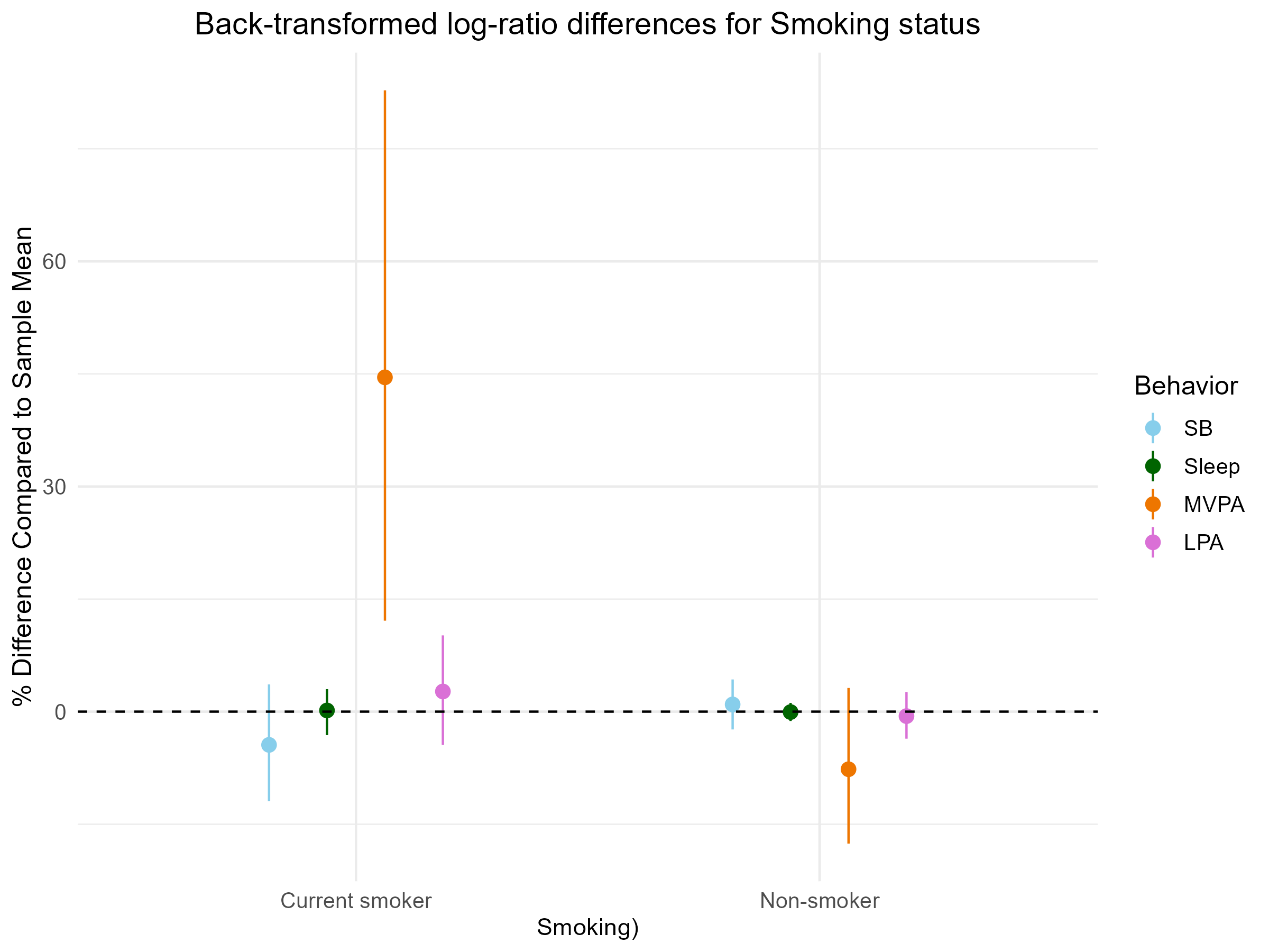 Back-transformed log-ratio differences for Smoking status
% Difference Compared to Sample Mean
60
30
0
Current smoker
Non-smoker
Smoking)
Behavior
SB
Sleep
MVPA
LPA